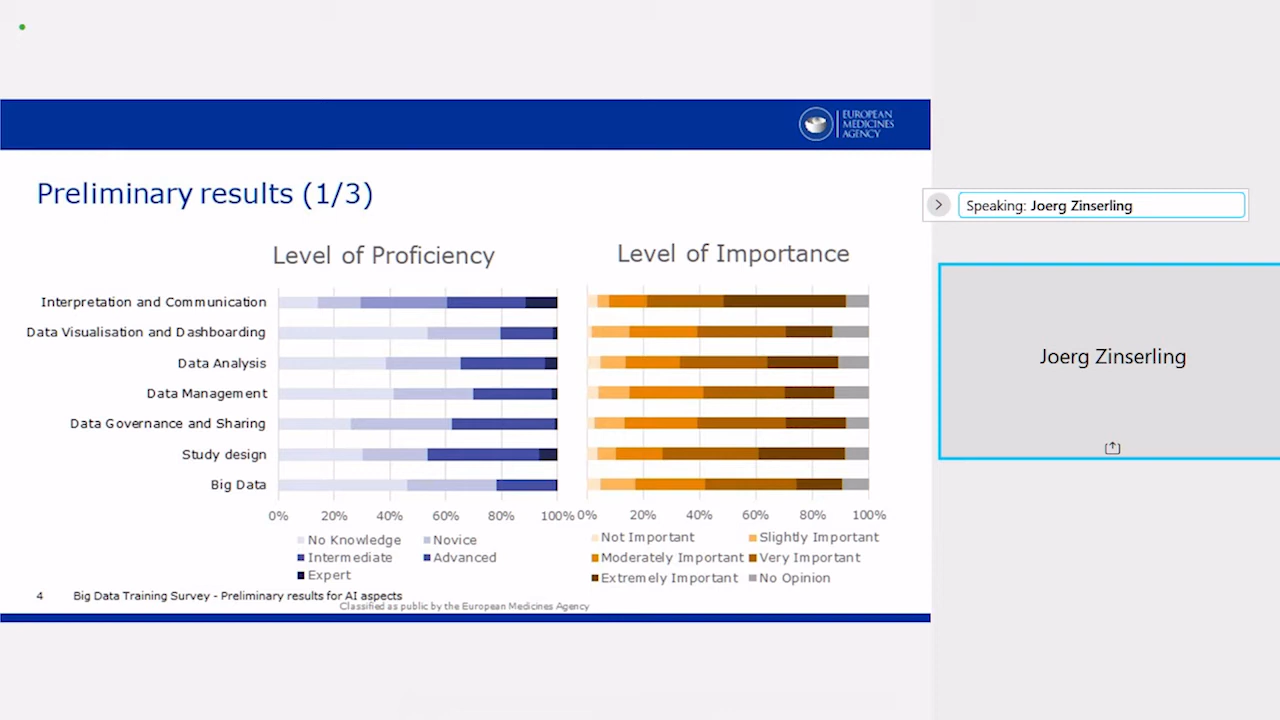 EUROPEAN
MEDICINES
AGENCY
Preliminary results (1/3)
Speaking: Joerg Zinserling
Joerg Zinserling
Level of Proficiency
Interpretation and Communication
Data Visualisation and Dashboarding
Data Analysis
Data Management
Data Governance and Sharing
Study design
Big Data
0% 20% 40% 60% 80% 100%
No Knowledge Novice
Intermediate Advanced
Expert
Level of Importance
0% 20% 40% 60% 80% 100%
Not Important Slightly Important
Moderately Important Very Important
Extremely Important No Opinion
4 Big Data Training Survey - Preliminary results for AI aspects
Classified as public by the European Medicines Agency